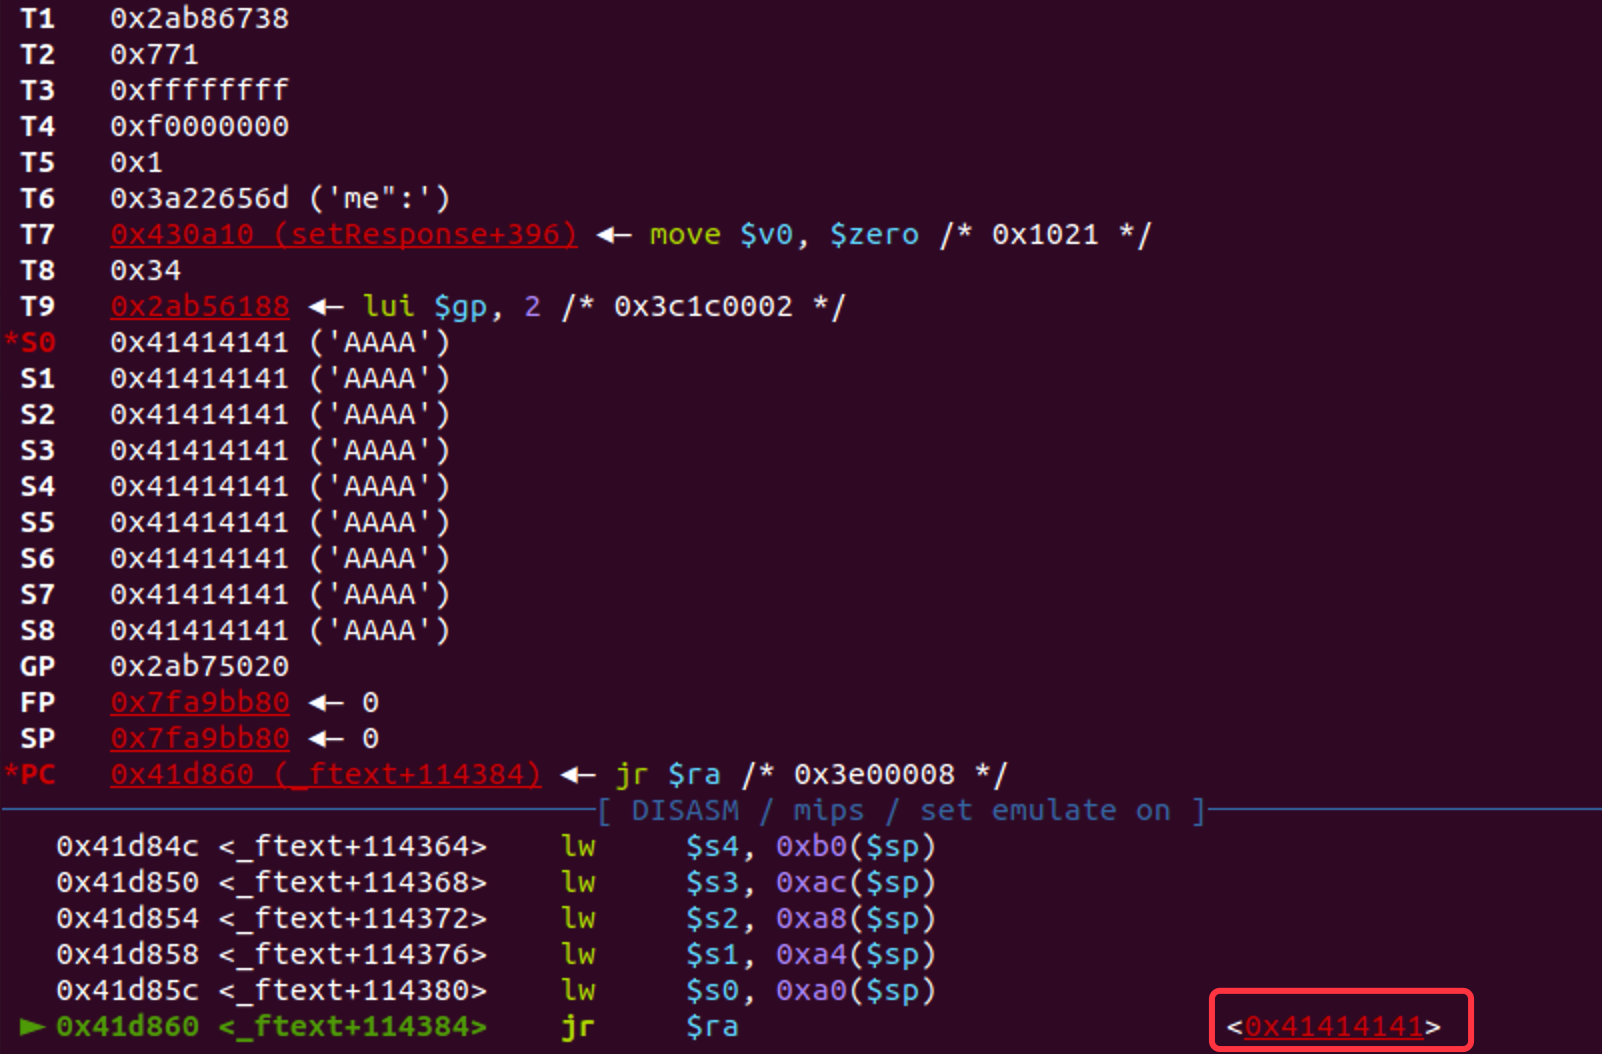 T1 0x2ab86738
T2 0x771
T3 0xffffffff
T4 0xf0000000
T5 0x1
T6 0x3a22656d ('me":')
T7 0x430a10 (setResponse+396) ◂— move $v0, $zero /* 0x1021 */
T8 0x34
T9 0x2ab56188 ◂— lui $gp, 2 /* 0x3c1c0002 */
*S0 0x41414141 ('AAAA')
S1 0x41414141 ('AAAA')
S2 0x41414141 ('AAAA')
S3 0x41414141 ('AAAA')
S4 0x41414141 ('AAAA')
S5 0x41414141 ('AAAA')
S6 0x41414141 ('AAAA')
S7 0x41414141 ('AAAA')
S8 0x41414141 ('AAAA')
GP 0x2ab75020
FP 0x7fa9bb80 ◂— 0
SP 0x7fa9bb80 ◂— 0
*PC 0x41d860 (_ftext+114384) ◂— jr $ra /* 0x3e00008 */
[ DISASM / mips / set emulate on ]
0x41d84c <_ftext+114364> lw $s4, 0xb0($sp)
0x41d850 <_ftext+114368> lw $s3, 0xac($sp)
0x41d854 <_ftext+114372> lw $s2, 0xa8($sp)
0x41d858 <_ftext+114376> lw $s1, 0xa4($sp)
0x41d85c <_ftext+114380> lw $s0, 0xa0($sp)
► 0x41d860 <_ftext+114384> jr $ra <0x41414141>